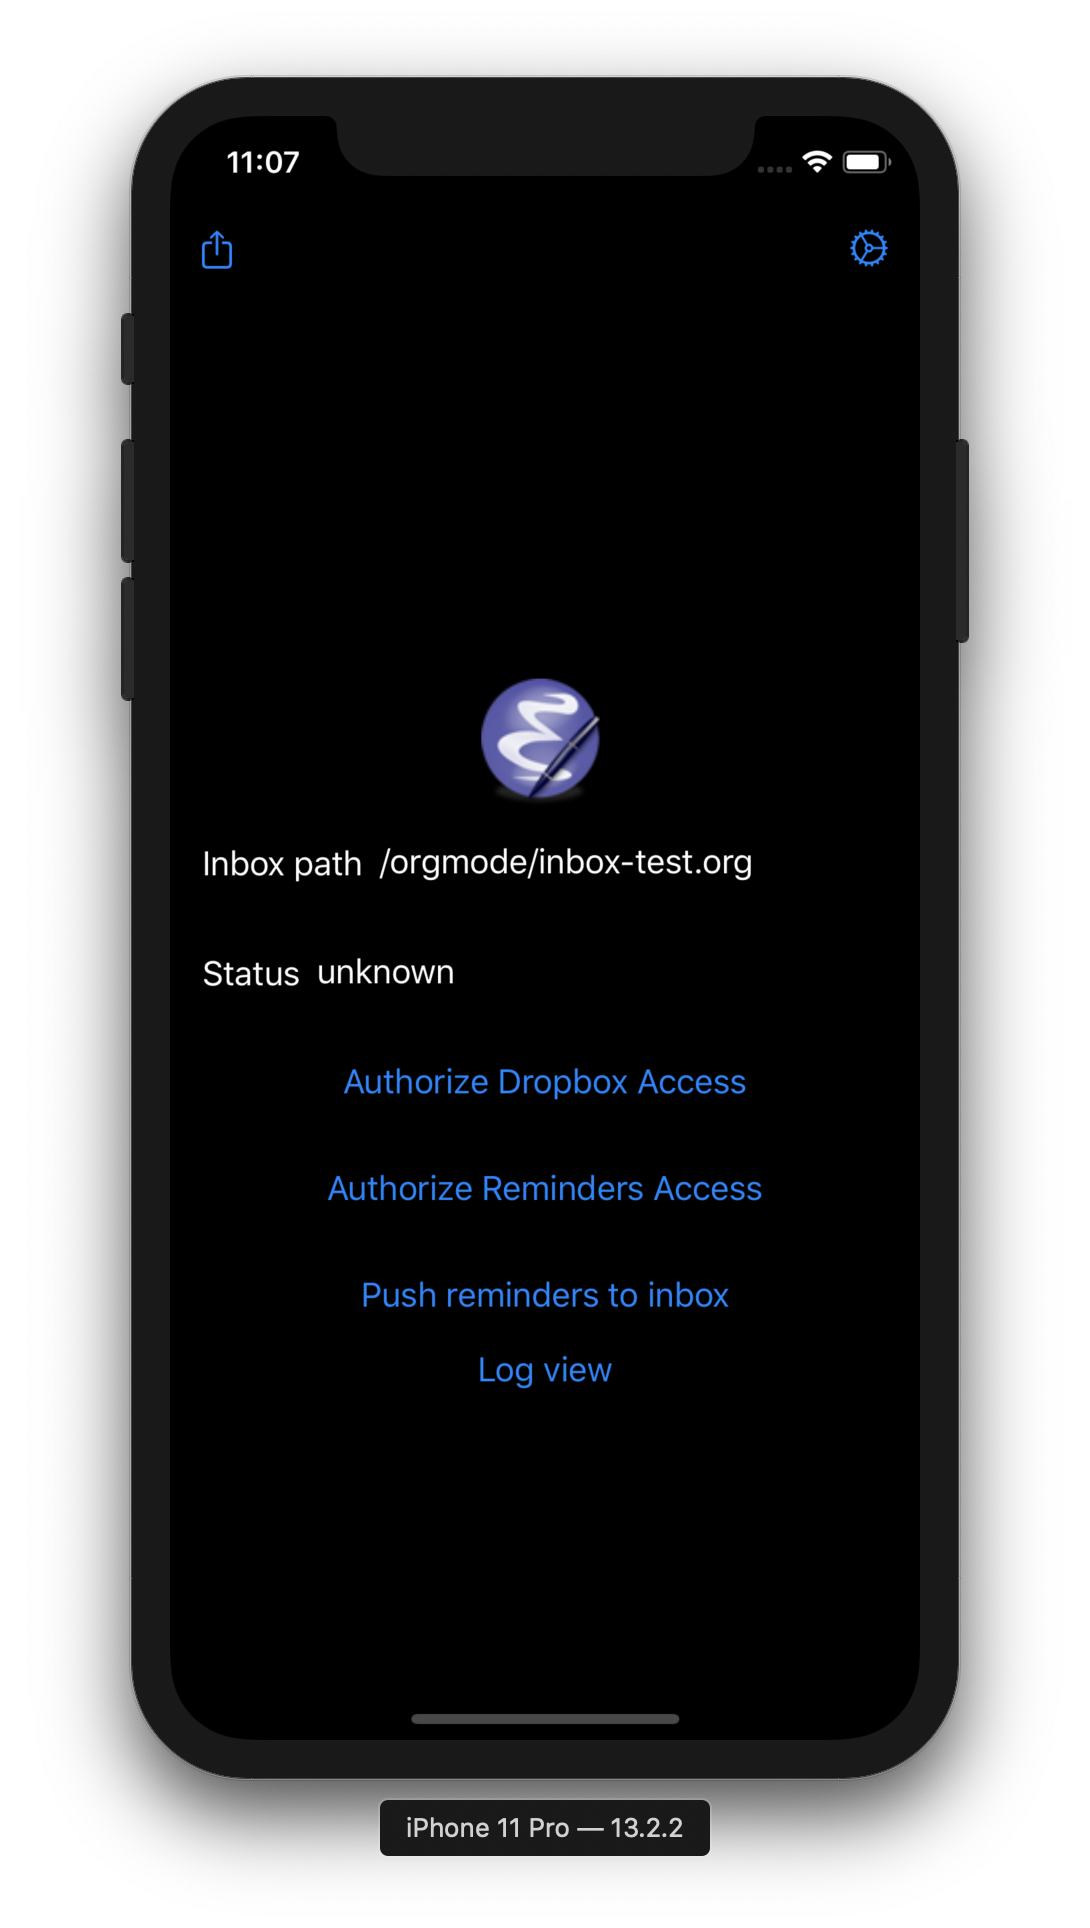 11:07
Inbox path /orgmode/inbox-test.org
Status unknown
Authorize Dropbox Access
Authorize Reminders Access
Push reminders to inbox
Log view
iPhone 11 Pro — 13.2.2